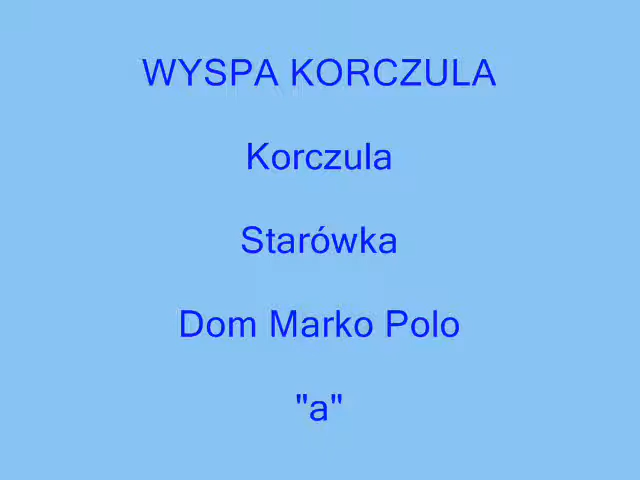 WYSPA KORCZULA
Korczula
Starówka
Dom Marko Polo
"a"